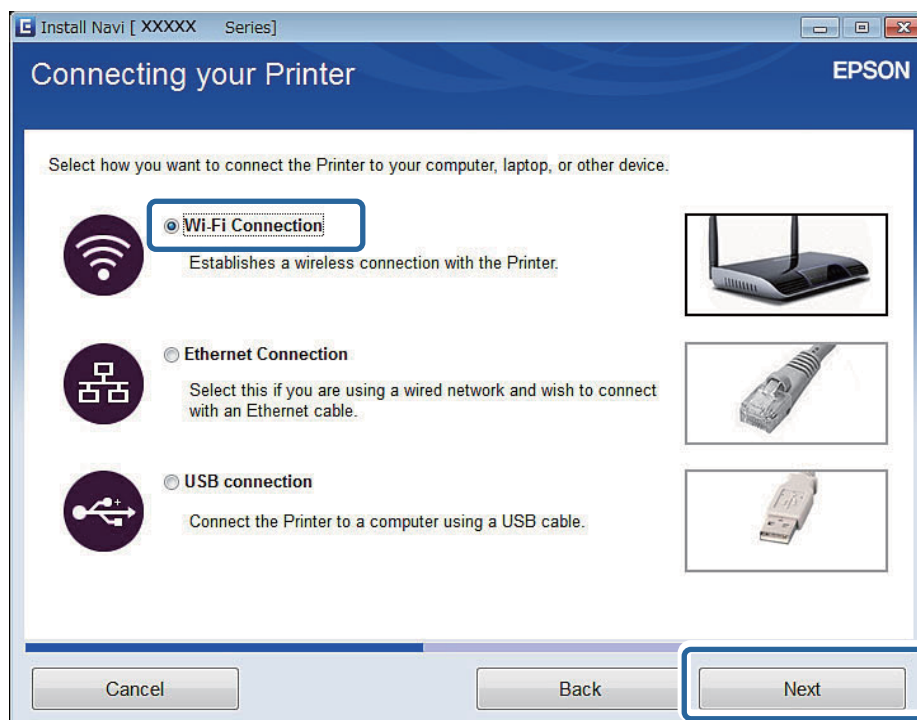 Install Navi [ XXXXX Series]
Connecting your Printer
EPSON
Select how you want to connect the Printer to your computer, laptop, or other device.
Wi-Fi Connection
Establishes a wireless connection with the Printer.
Ethernet Connection
Select this if you are using a wired network and wish to connect
with an Ethernet cable.
USB connection
Connect the Printer to a computer using a USB cable.
Cancel
Back
Next